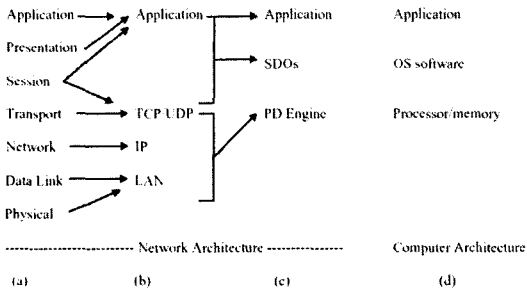 Application Application Application Application
Presentation
Session SDOs OS software
Transport TCP/UDP PD Engine Processor/memory
Network IP
Data Link LAN
Physical
Network Architecture Computer Architecture
(a) (b) (c) (d)